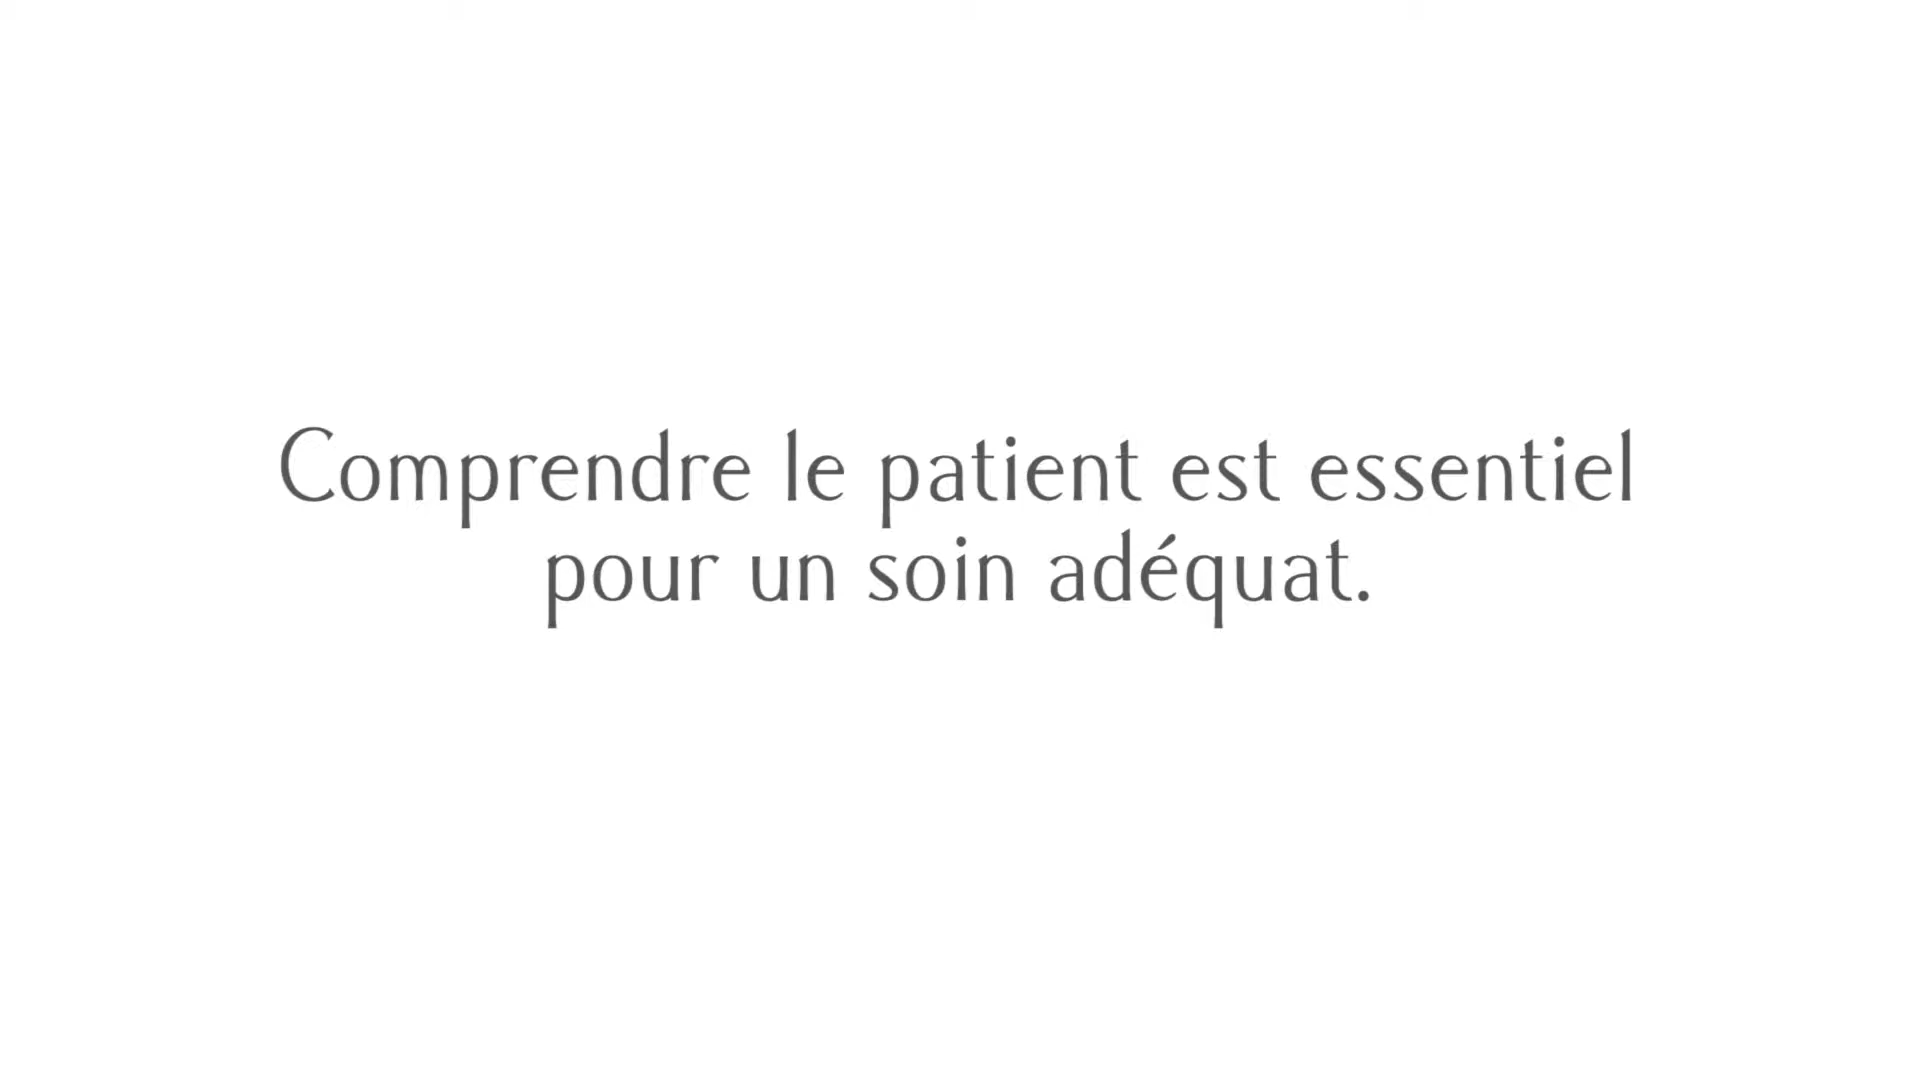 Comprendre le patient est essentiel
pour un soin adéquat.